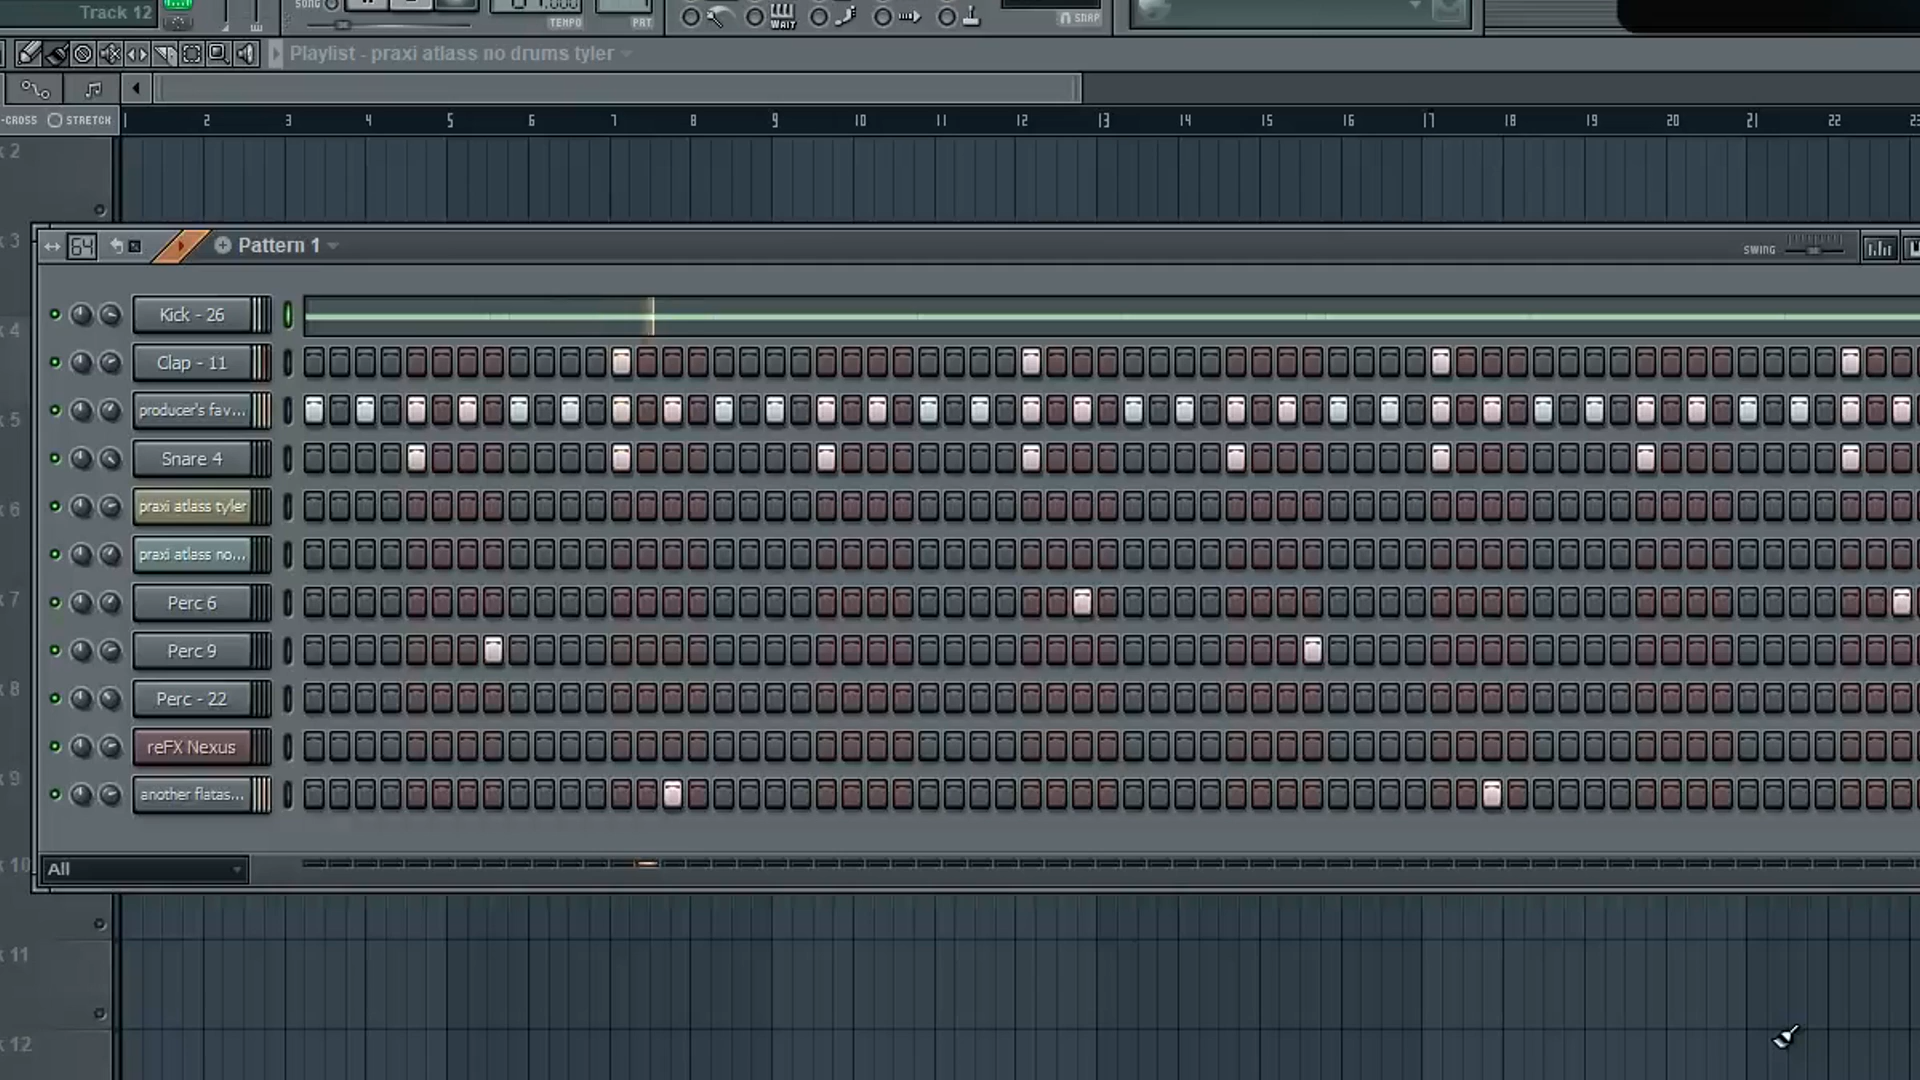 Track 12
SONG
TEMPO
PAT
WAIT
SNAP
Playlist - praxi atlass no drums tyler
-CROSS STRETCH
1 2 3 4 5 6 7 8 9 10 11 12 13 14 15 16 17 18 19 20 21 22
k 2
k 3
64 Pattern 1 SWING
Kick - 26
k 4
Clap - 11
producer's fav...
k 5
Snare 4
praxi atlass tyler
k 6
praxi atlass no...
Perc 6
k 7
Perc 9
k 8
Perc - 22
reFX Nexus
k 9
another flatas...
k 10
All
k 11
k 12